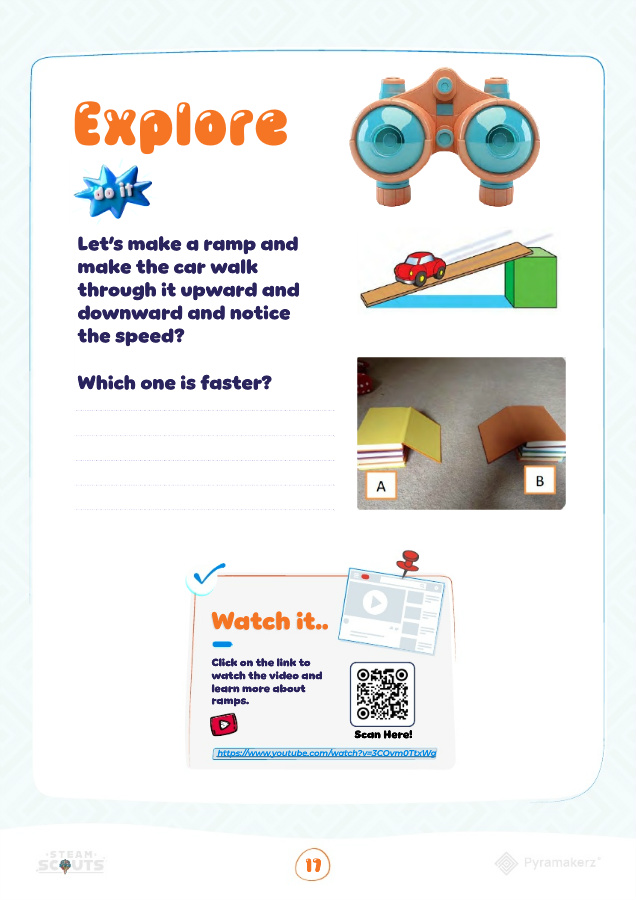 Explore
do it
Let's make a ramp and
make the car walk
through it upward and
downward and notice
the speed?
Which one is faster?
A
B
Watch it..
Click on the link to
watch the video and
learn more about
ramps.
Scan Here!
https://www.youtube.com/watch?v=3COvm0TtxWg
STEAM
SCOUTS
17
Pyramakerz